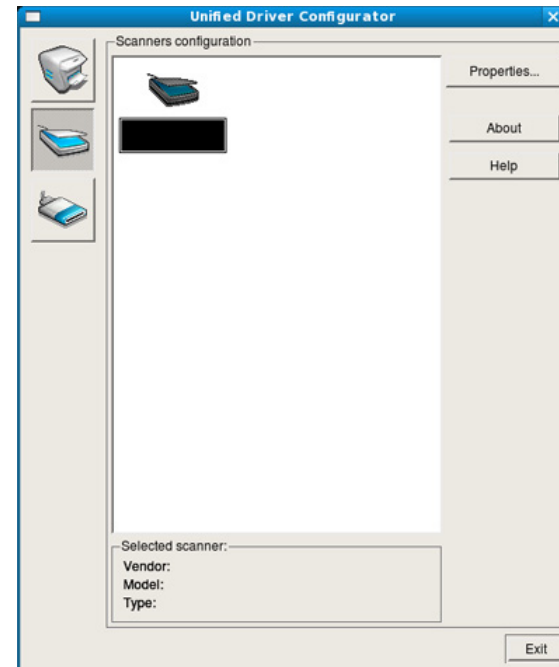 Unified Driver Configurator
Scanners configuration
Properties...
About
Help
Selected scanner:
Vendor:
Model:
Type:
Exit